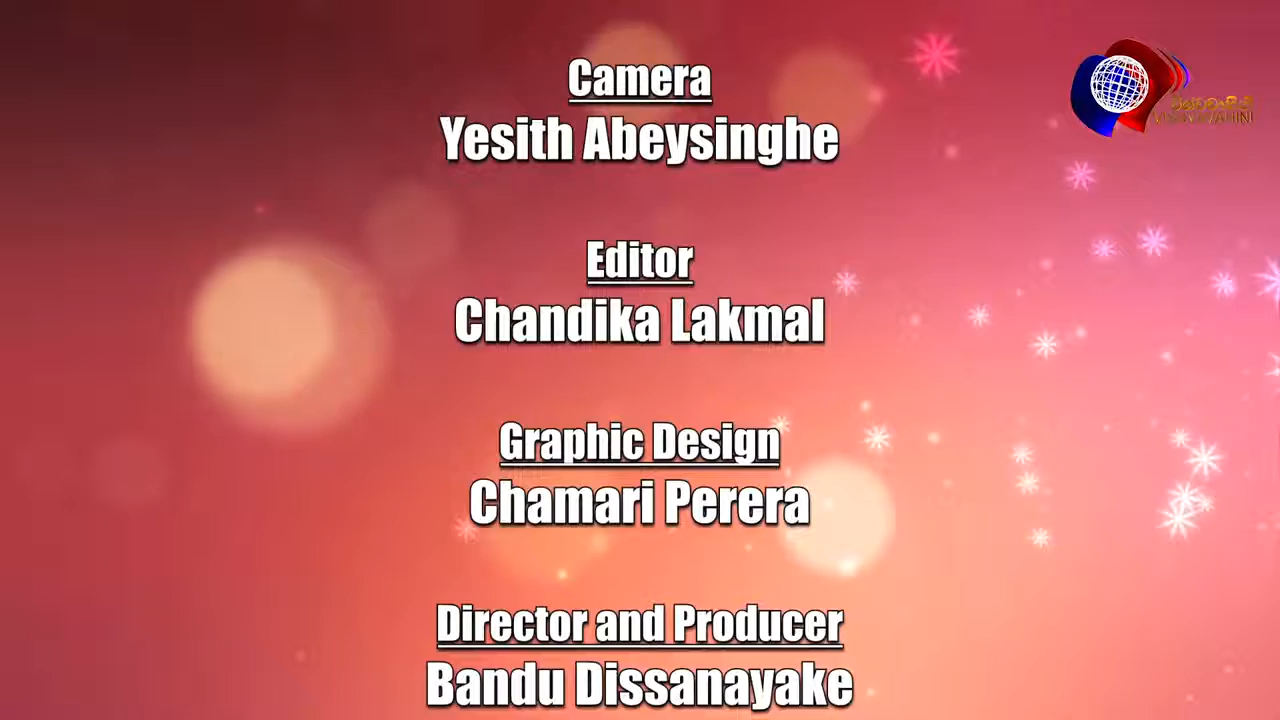 Camera
Yesith Abeysinghe
Editor
Chandika Lakmal
Graphic Design
Chamari Perera
Director and Producer
Bandu Dissanayake